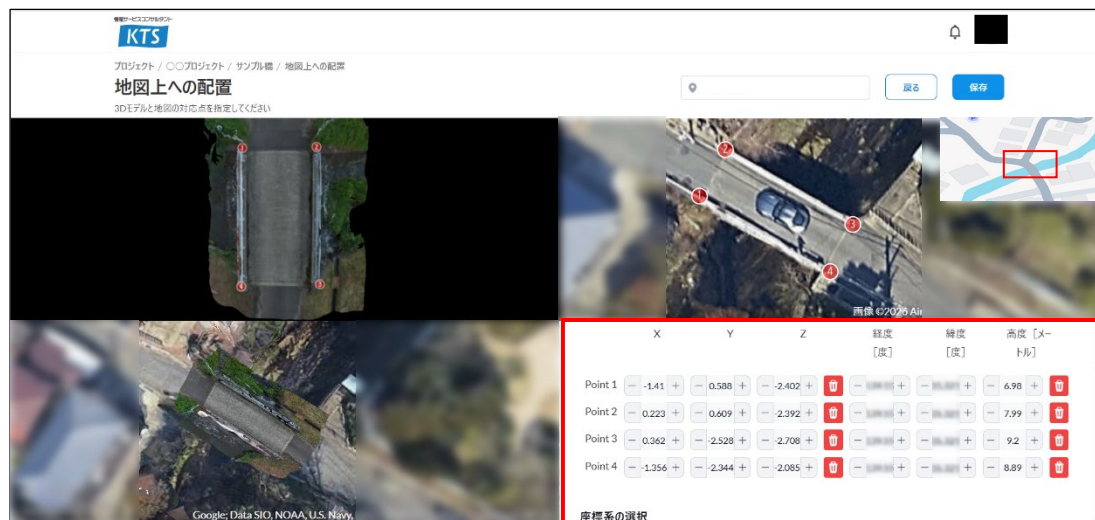 情報サービスコンサルタント
KTS
プロジェクト / 〇〇プロジェクト / サンプル橋 / 地図上への配置
地図上への配置
3Dモデルと地図の対応点を指定してください
戻る
保存
1
2
4
3
2
1
3
4
画像 ©2026 Air
Google; Data SIO, NOAA, U.S. Navy,
X Y Z 経度 [度] 緯度 [度] 高度 [メートル]
Point 1 − -1.41 + − 0.588 + − -2.402 + − + − + − 6.98 +
Point 2 − 0.223 + − 0.609 + − -2.392 + − + − + − 7.99 +
Point 3 − 0.362 + − -2.528 + − -2.708 + − + − + − 9.2 +
Point 4 − -1.356 + − -2.344 + − -2.085 + − + − + − 8.89 +
座標系の選択